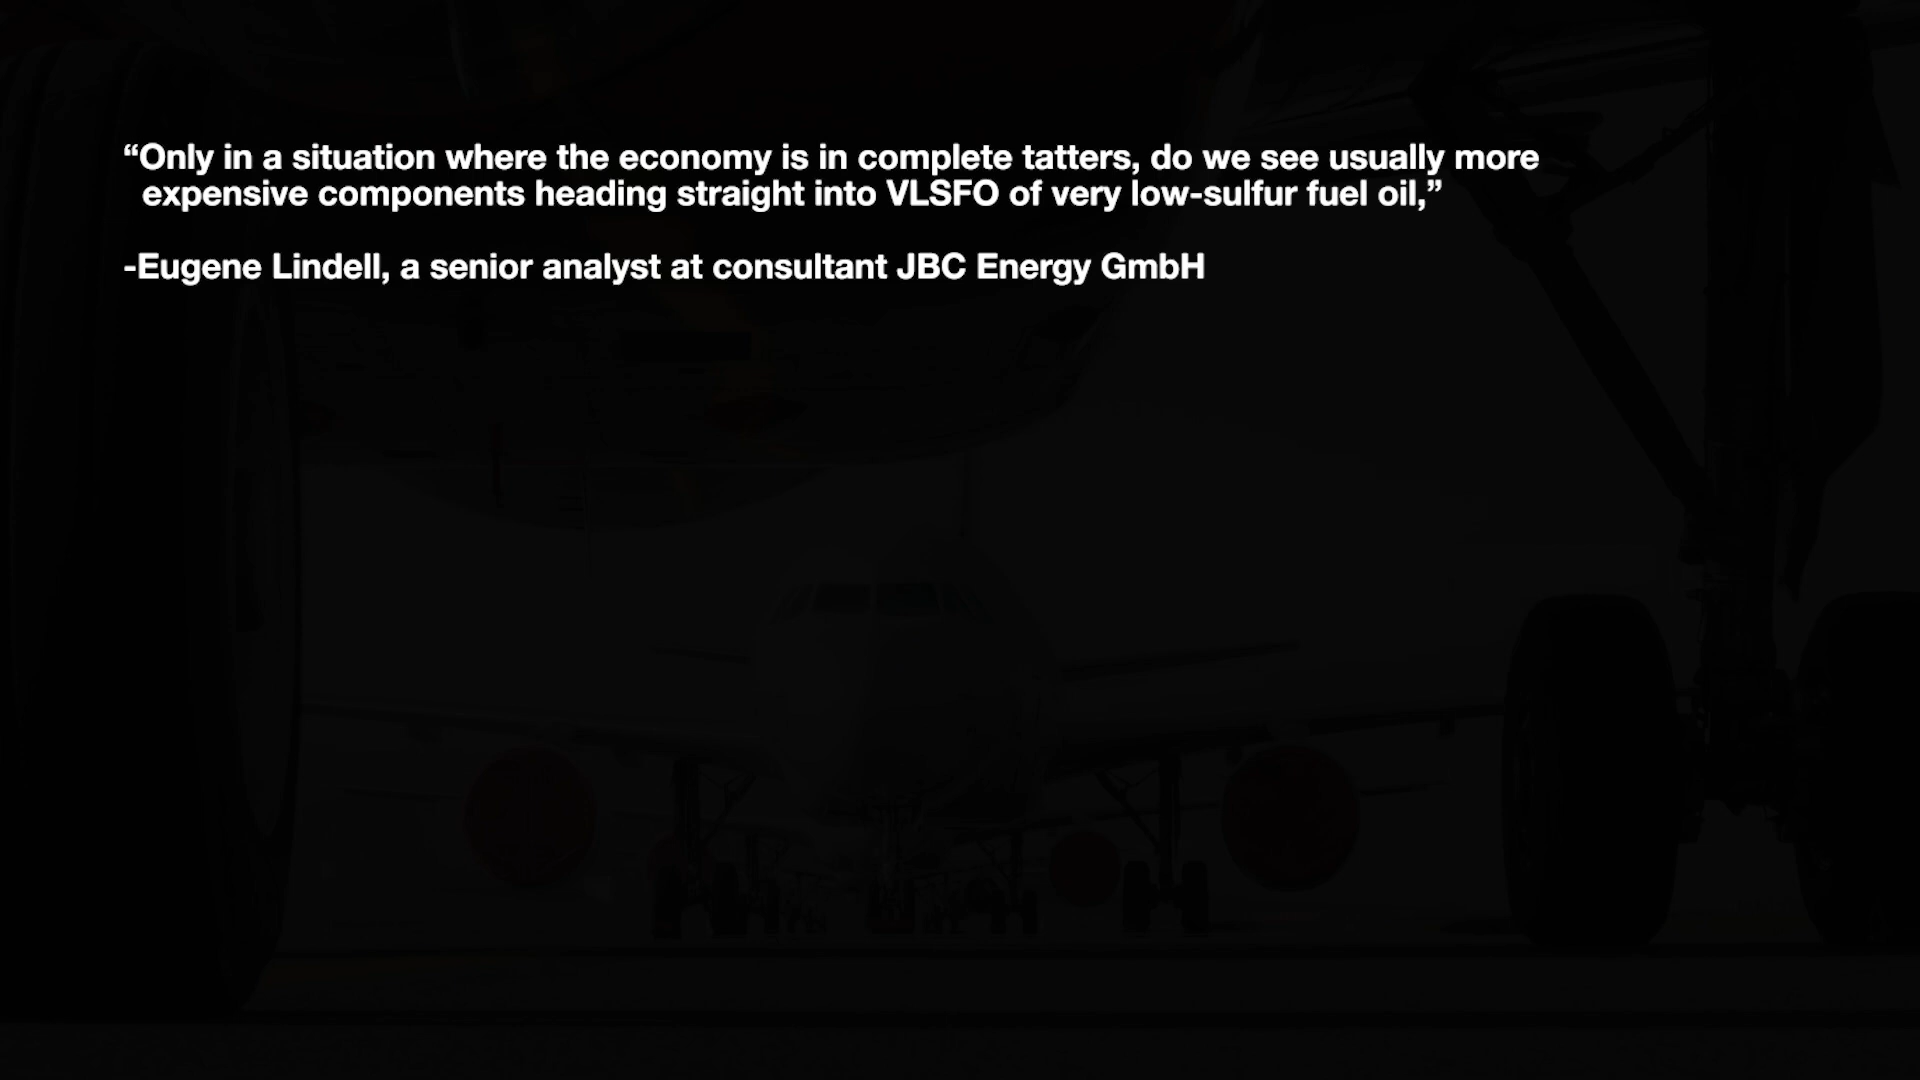 “Only in a situation where the economy is in complete tatters, do we see usually more
expensive components heading straight into VLSFO of very low-sulfur fuel oil,”
-Eugene Lindell, a senior analyst at consultant JBC Energy GmbH